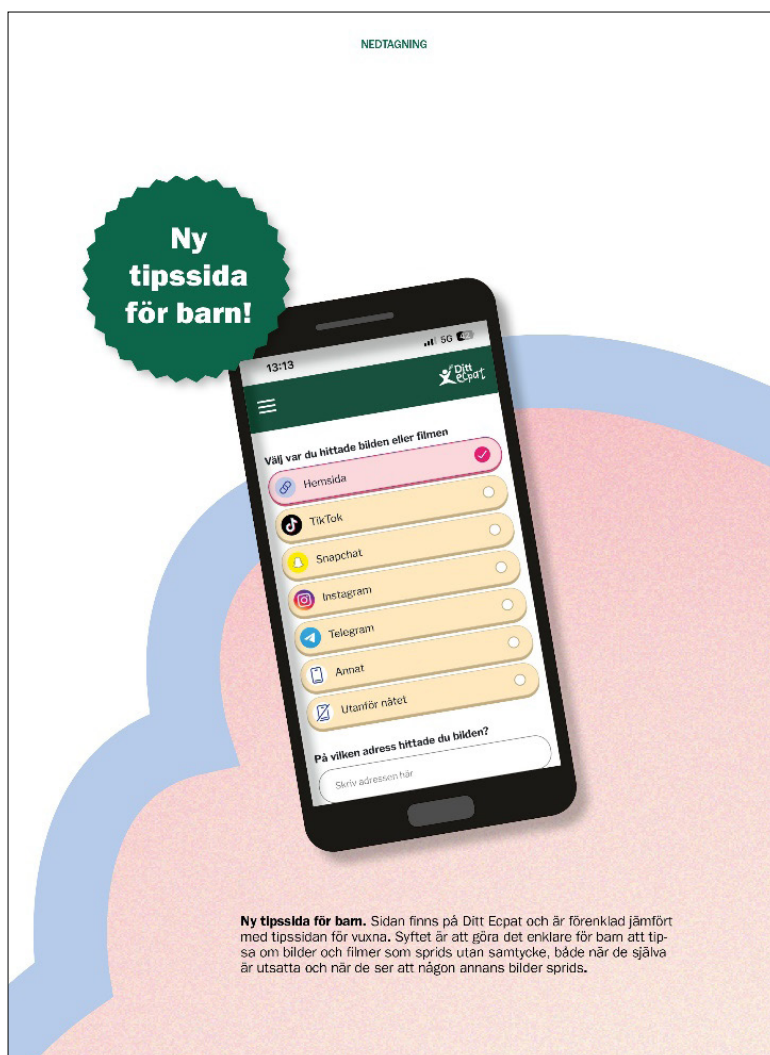 NEDTAGNING
Ny
tipssida
för barn!
13:13
5G
Ditt
ecpat
Välj var du hittade bilden eller filmen
Hemsida
TikTok
Snapchat
Instagram
Telegram
Annat
Utanför nätet
På vilken adress hittade du bilden?
Skriv adressen här
Ny tipssida för barn. Sidan finns på Ditt Ecpat och är förenklad jämfört
med tipssidan för vuxna. Syftet är att göra det enklare för barn att tip-
sa om bilder och filmer som sprids utan samtycke, både när de själva
är utsatta och när de ser att någon annans bilder sprids.